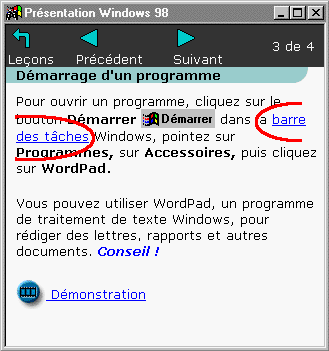 Présentation Windows 98
Leçons Précédent Suivant 3 de 4
Démarrage d'un programme
Pour ouvrir un programme, cliquez sur le
bouton Démarrer Démarrer dans la barre
des tâches Windows, pointez sur
Programmes, sur Accessoires, puis cliquez
sur WordPad.
Vous pouvez utiliser WordPad, un programme
de traitement de texte Windows, pour
rédiger des lettres, rapports et autres
documents. Conseil !
Démonstration